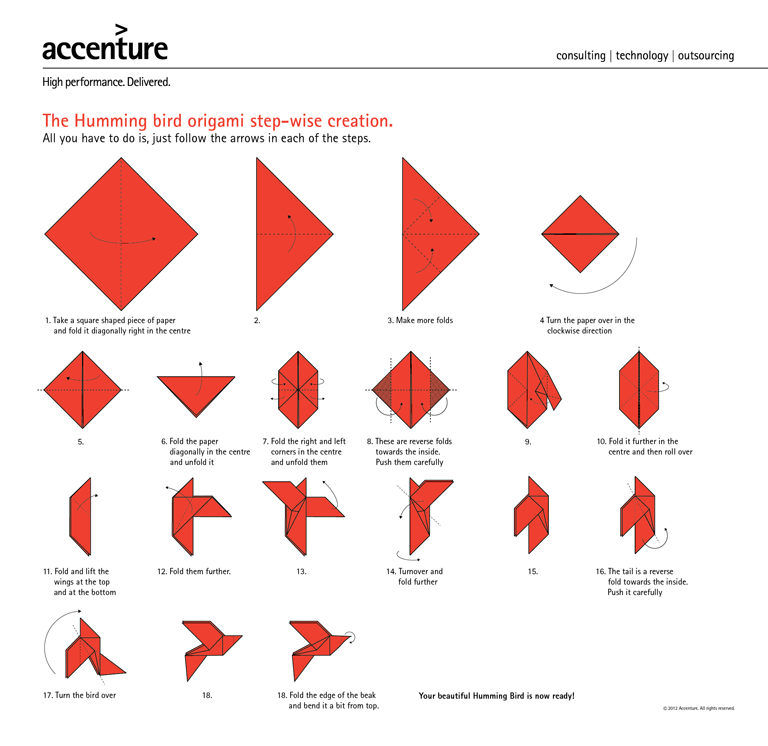 accenture
>
consulting | technology | outsourcing
High performance. Delivered.
The Humming bird origami step-wise creation.
All you have to do is, just follow the arrows in each of the steps.
1. Take a square shaped piece of paper
and fold it diagonally right in the centre
2.
3. Make more folds
4 Turn the paper over in the
clockwise direction
5.
6. Fold the paper
diagonally in the centre
and unfold it
7. Fold the right and left
corners in the centre
and unfold them
8. These are reverse folds
towards the inside.
Push them carefully
9.
10. Fold it further in the
centre and then roll over
11. Fold and lift the
wings at the top
and at the bottom
12. Fold them further.
13.
14. Turnover and
fold further
15.
16. The tail is a reverse
fold towards the inside.
Push it carefully
17. Turn the bird over
18.
18. Fold the edge of the beak
and bend it a bit from top.
Your beautiful Humming Bird is now ready!
© 2012 Accenture. All rights reserved.